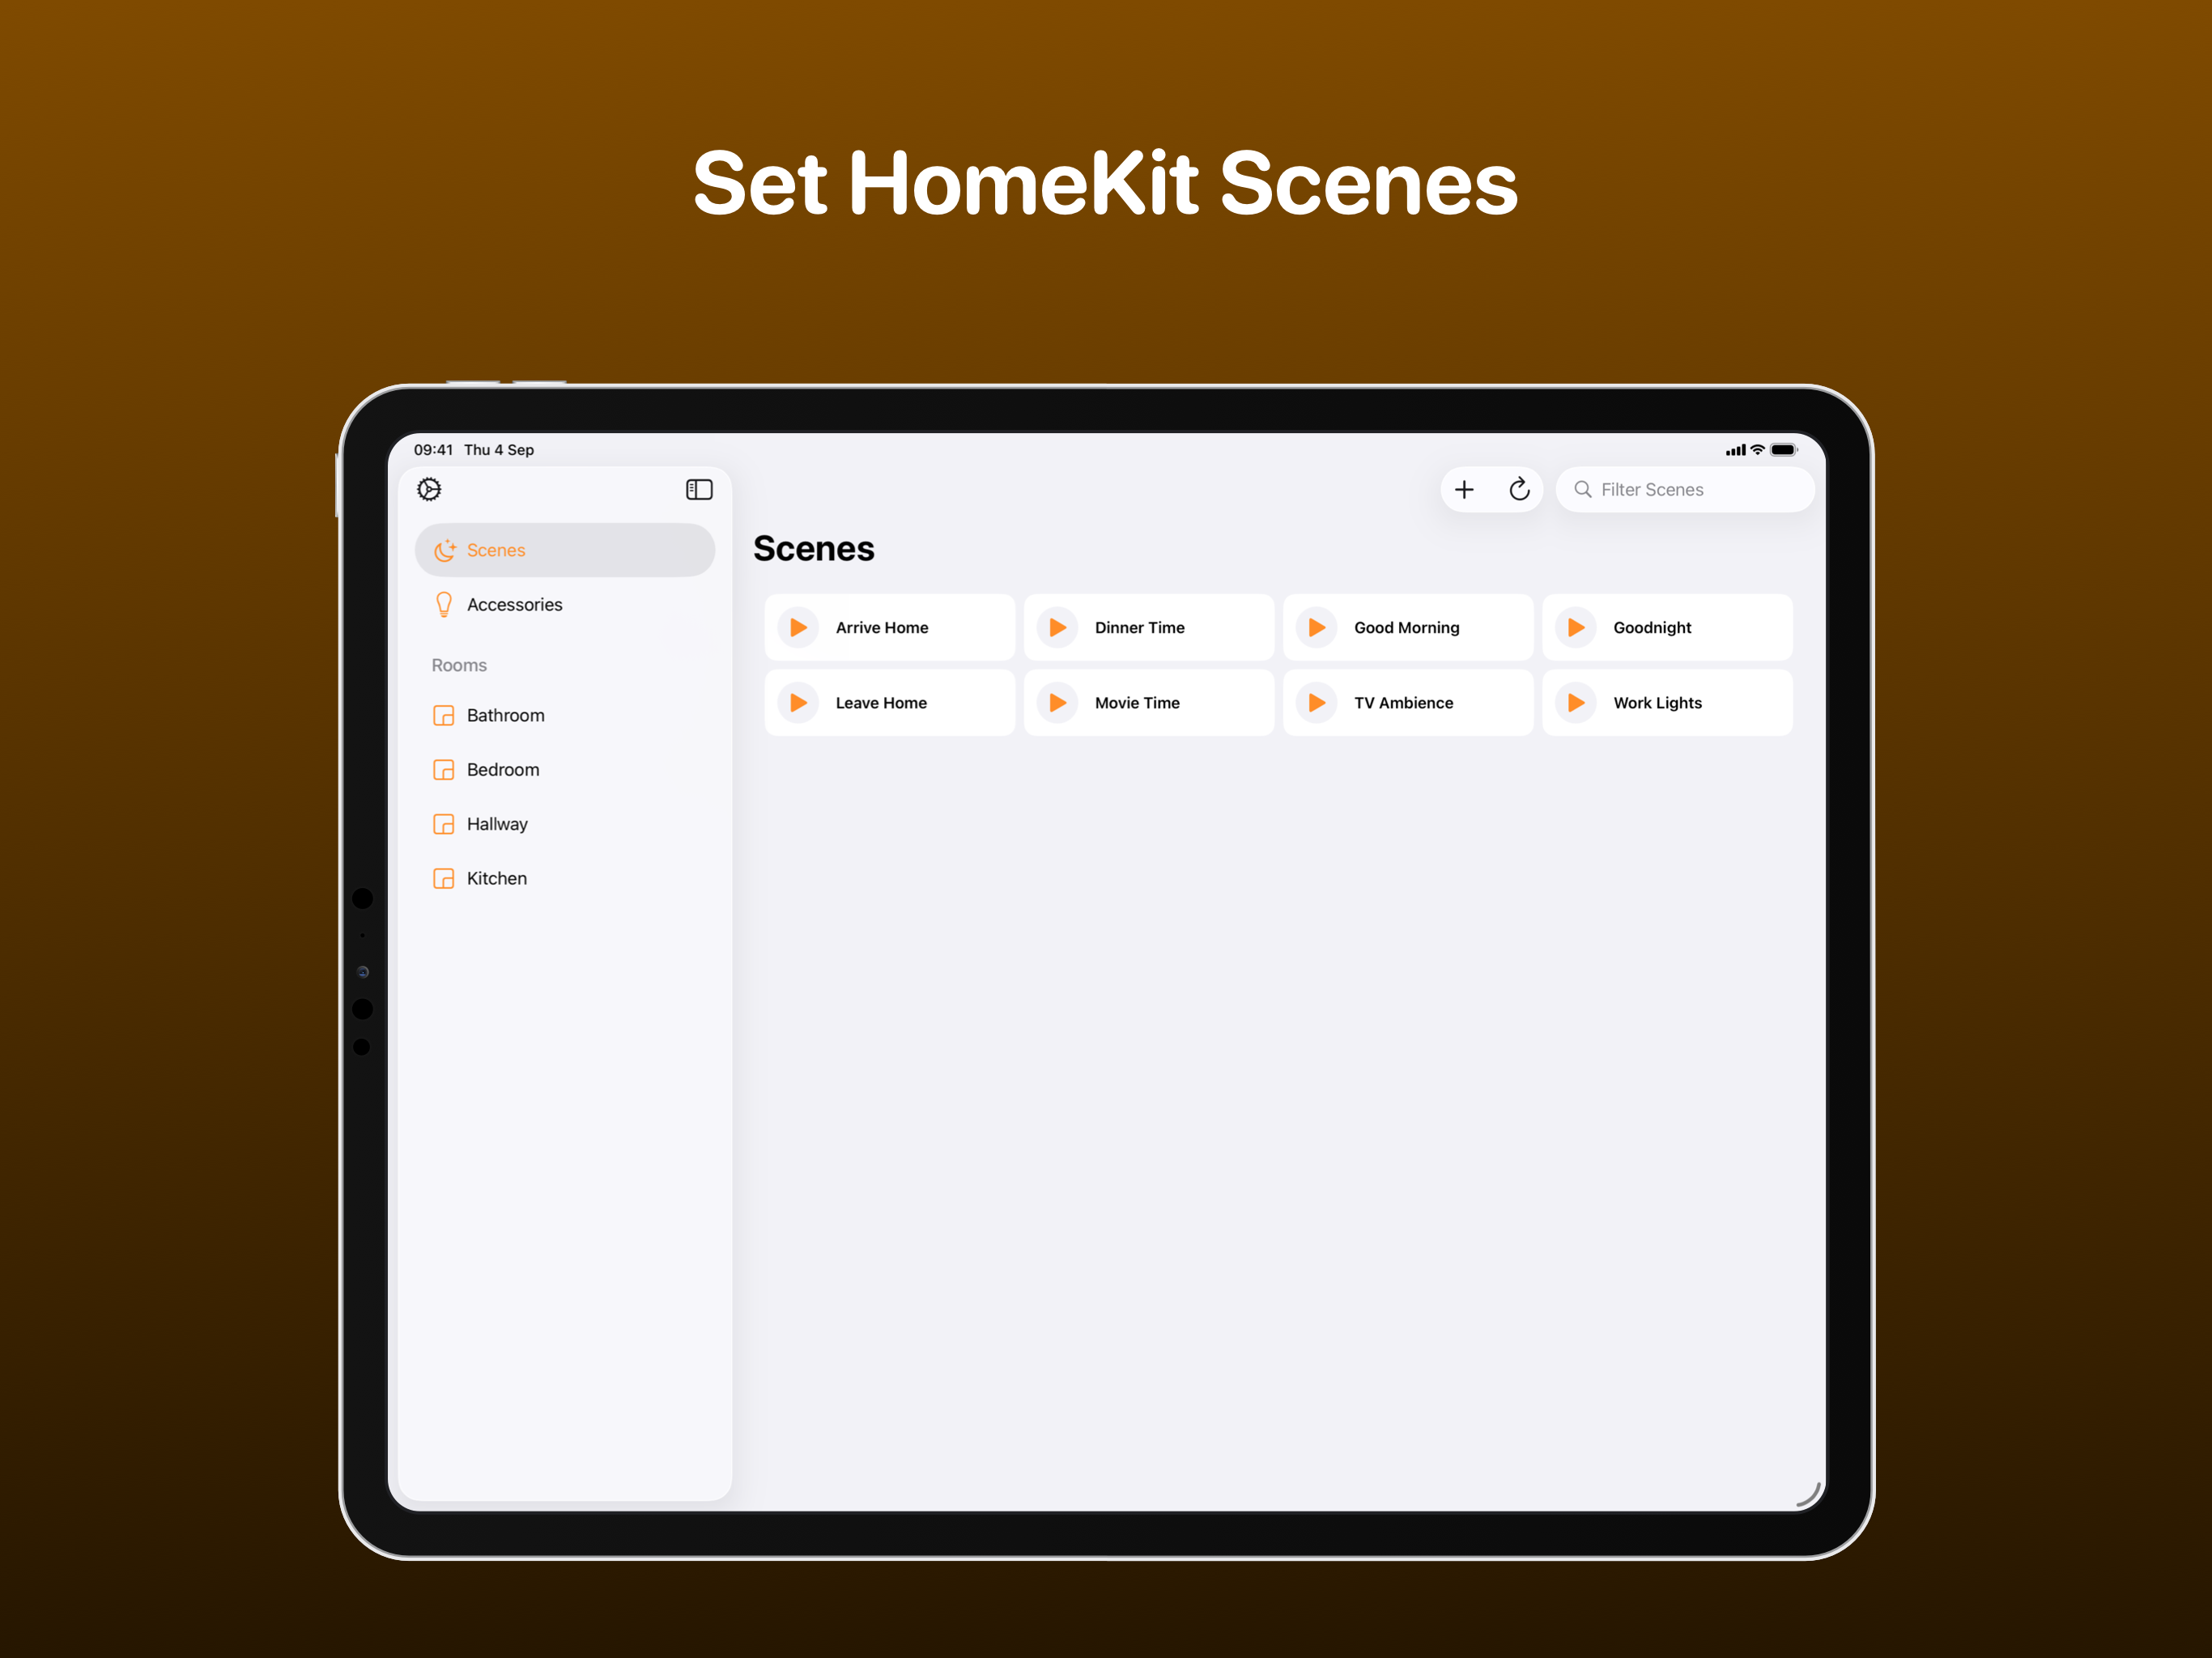 Set HomeKit Scenes
09:41 Thu 4 Sep
Filter Scenes
Scenes
Accessories
Rooms
Bathroom
Bedroom
Hallway
Kitchen
Scenes
Arrive Home
Dinner Time
Good Morning
Goodnight
Leave Home
Movie Time
TV Ambience
Work Lights